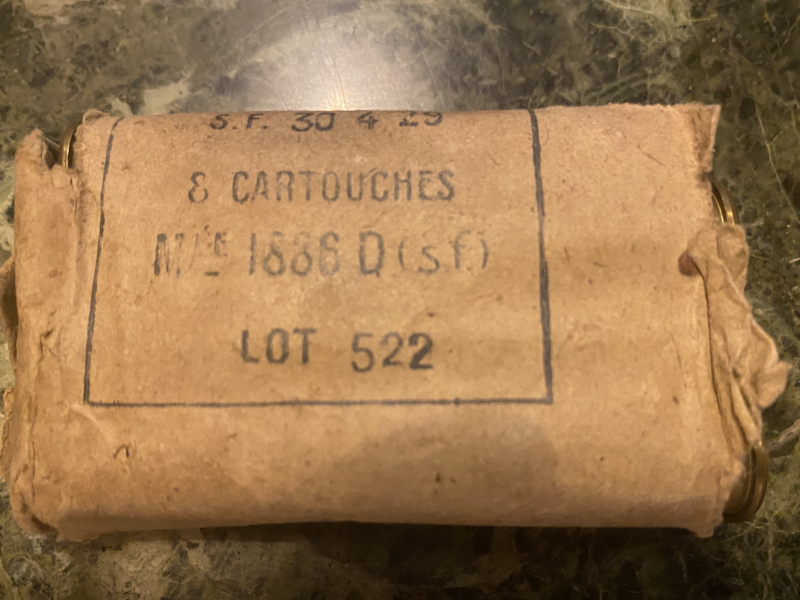 S.F. 30 4 29
8 CARTOUCHES
Mle 1886 D (s.f)
LOT 522